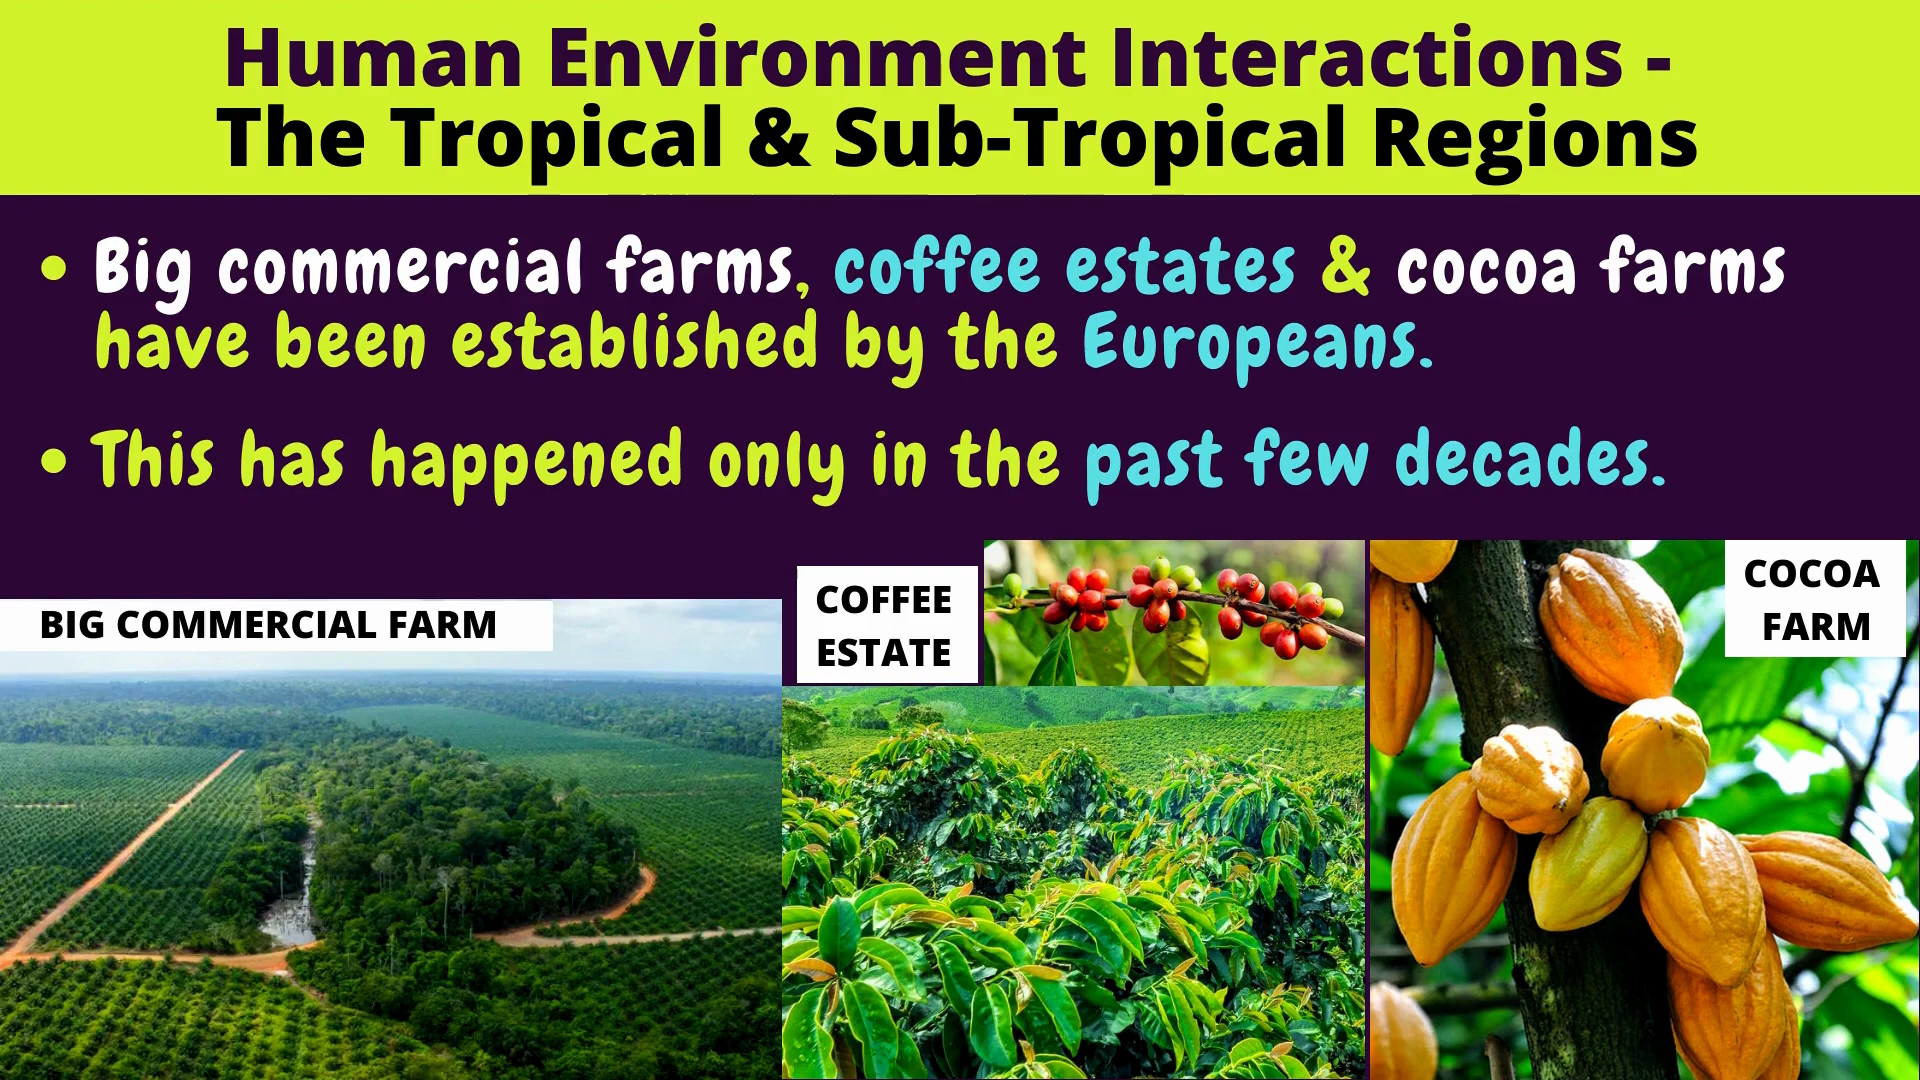 Human Environment Interactions -
The Tropical & Sub-Tropical Regions
• Big commercial farms, coffee estates & cocoa farms
have been established by the Europeans.
• This has happened only in the past few decades.
BIG COMMERCIAL FARM
COFFEE
ESTATE
COCOA
FARM